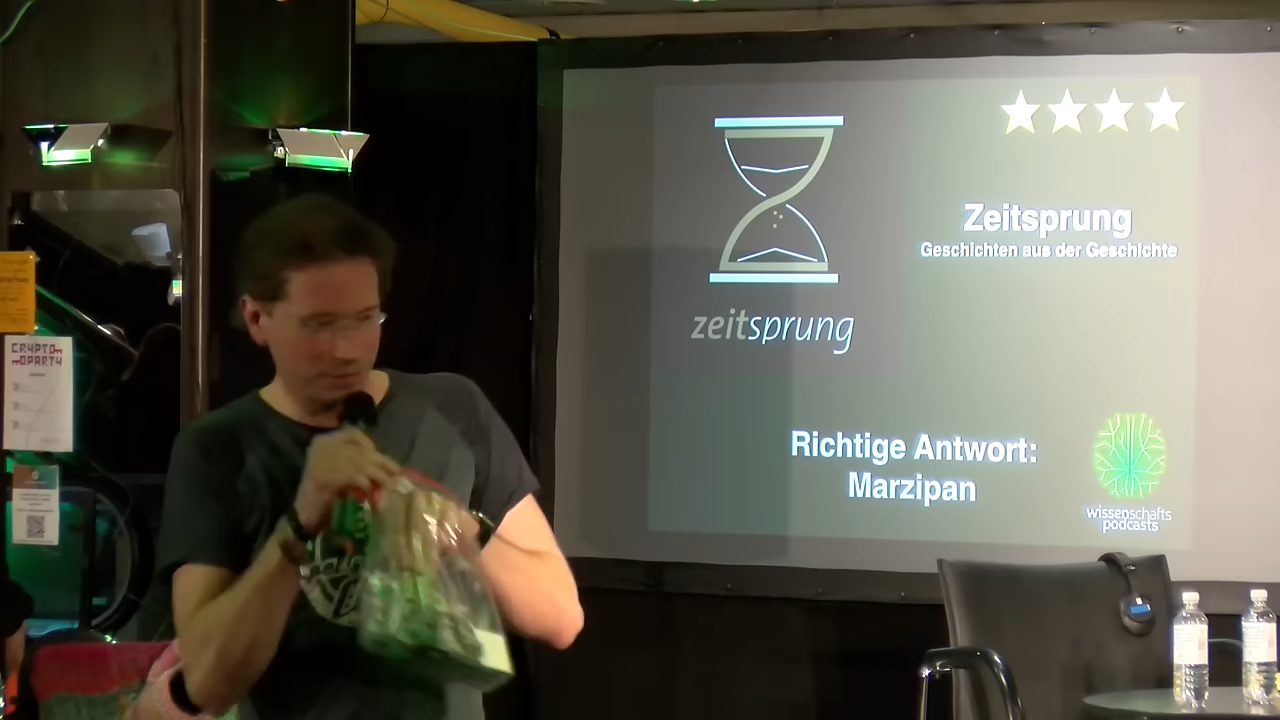 Zeitsprung
Geschichten aus der Geschichte
zeitsprung
Richtige Antwort:
Marzipan
wissenschafts
podcasts
CRYPTO
PARTY